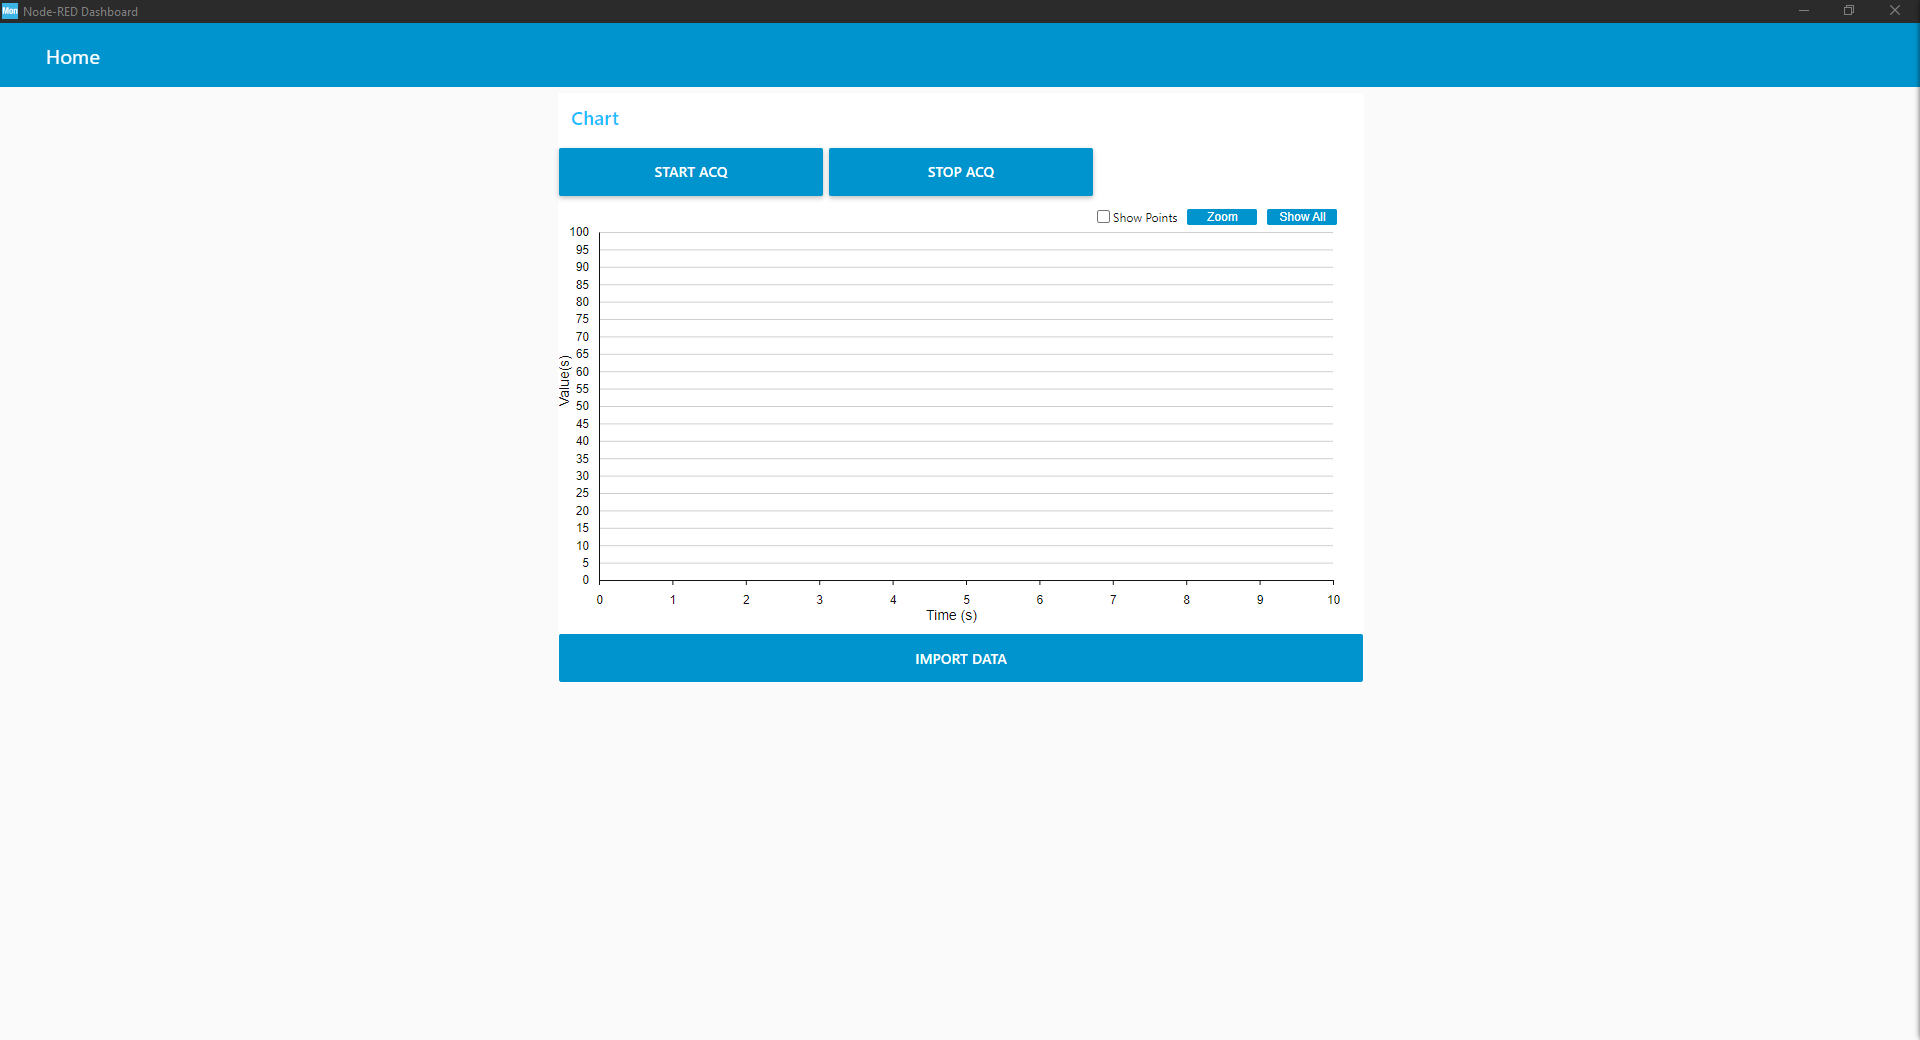 Mon Node-RED Dashboard
Home
Chart
START ACQ STOP ACQ
Show Points Zoom Show All
100
95
90
85
80
75
70
65
60
55
50
45
40
35
30
25
20
15
10
5
0
Value(s)
0 1 2 3 4 5 6 7 8 9 10
Time (s)
IMPORT DATA